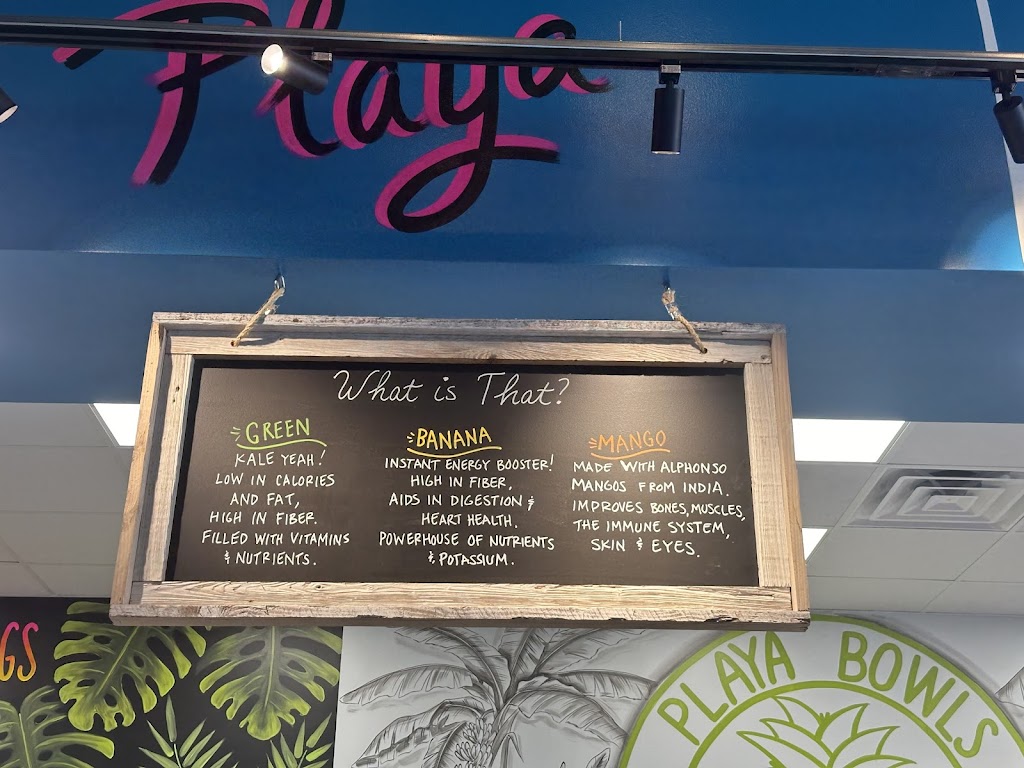 Playa
What is That?
GREEN
KALE YEAH!
LOW IN CALORIES
AND FAT,
HIGH IN FIBER.
FILLED WITH VITAMINS
& NUTRIENTS.
BANANA
INSTANT ENERGY BOOSTER!
HIGH IN FIBER,
AIDS IN DIGESTION &
HEART HEALTH.
POWERHOUSE OF NUTRIENTS
& POTASSIUM.
MANGO
MADE WITH ALPHONSO
MANGOS FROM INDIA.
IMPROVES BONES, MUSCLES,
THE IMMUNE SYSTEM,
SKIN & EYES.
GS
PLAYA BOWLS